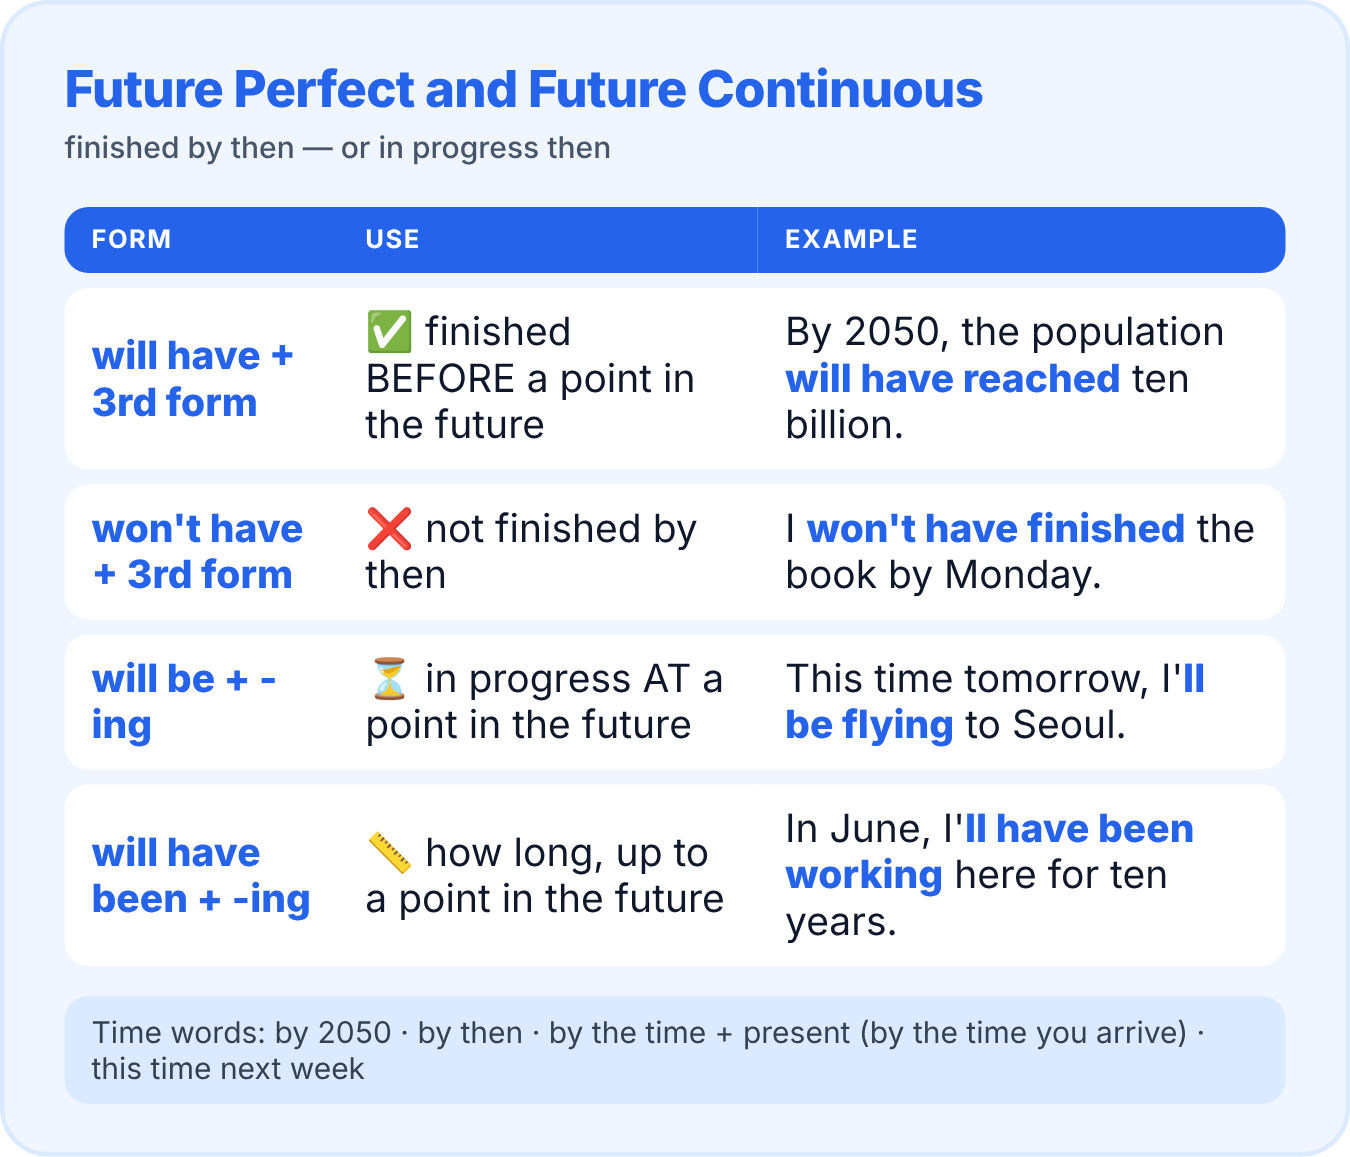 Future Perfect and Future Continuous
finished by then — or in progress then
FORM
USE
EXAMPLE
will have +
3rd form
✅ finished
BEFORE a point in
the future
By 2050, the population
will have reached ten
billion.
won't have
+ 3rd form
❌ not finished by
then
I won't have finished the
book by Monday.
will be + -
ing
⏳ in progress AT a
point in the future
This time tomorrow, I'll
be flying to Seoul.
will have
been + -ing
📏 how long, up to
a point in the future
In June, I'll have been
working here for ten
years.
Time words: by 2050 · by then · by the time + present (by the time you arrive) ·
this time next week